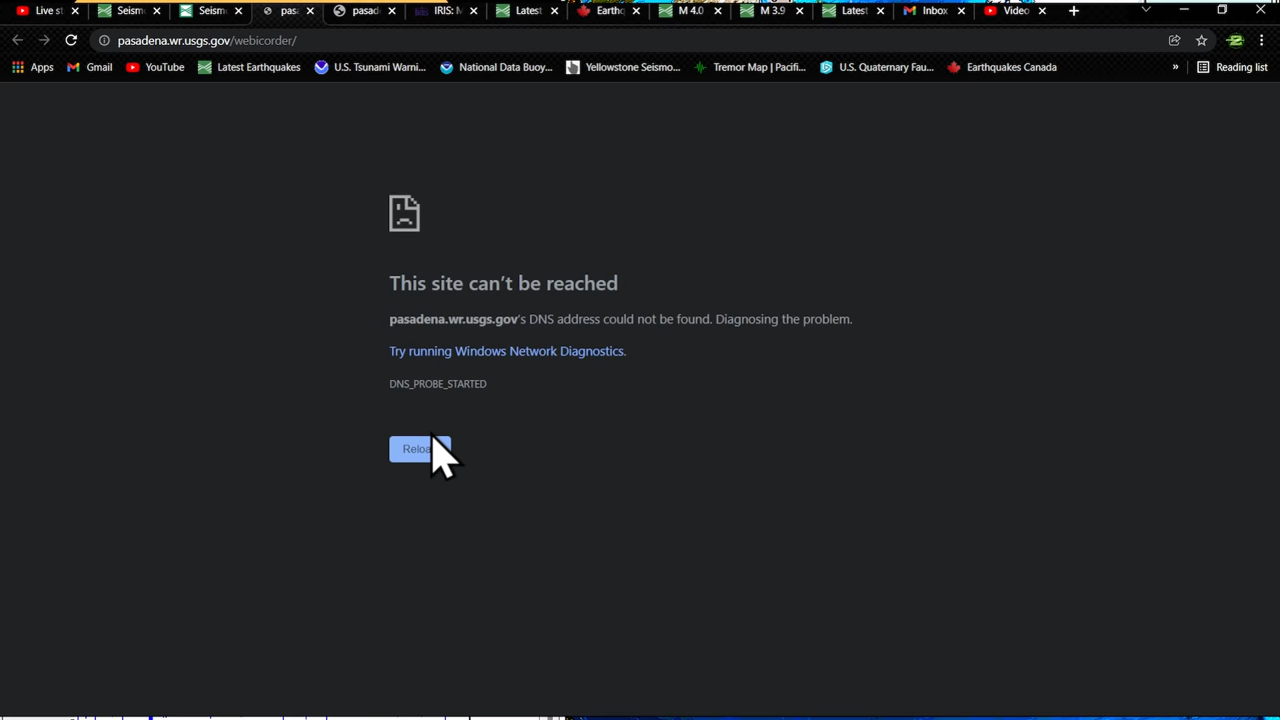 Live st
Seism
Seism
pasa
pasad
IRIS: M
Latest
Earthq
M 4.0
M 3.9
Latest
Inbox
Video
pasadena.wr.usgs.gov/webicorder/
Apps
Gmail
YouTube
Latest Earthquakes
U.S. Tsunami Warni...
National Data Buoy...
Yellowstone Seismo...
Tremor Map | Pacifi...
U.S. Quaternary Fau...
Earthquakes Canada
»
Reading list
This site can't be reached
pasadena.wr.usgs.gov's DNS address could not be found. Diagnosing the problem.
Try running Windows Network Diagnostics.
DNS_PROBE_STARTED
Reloa